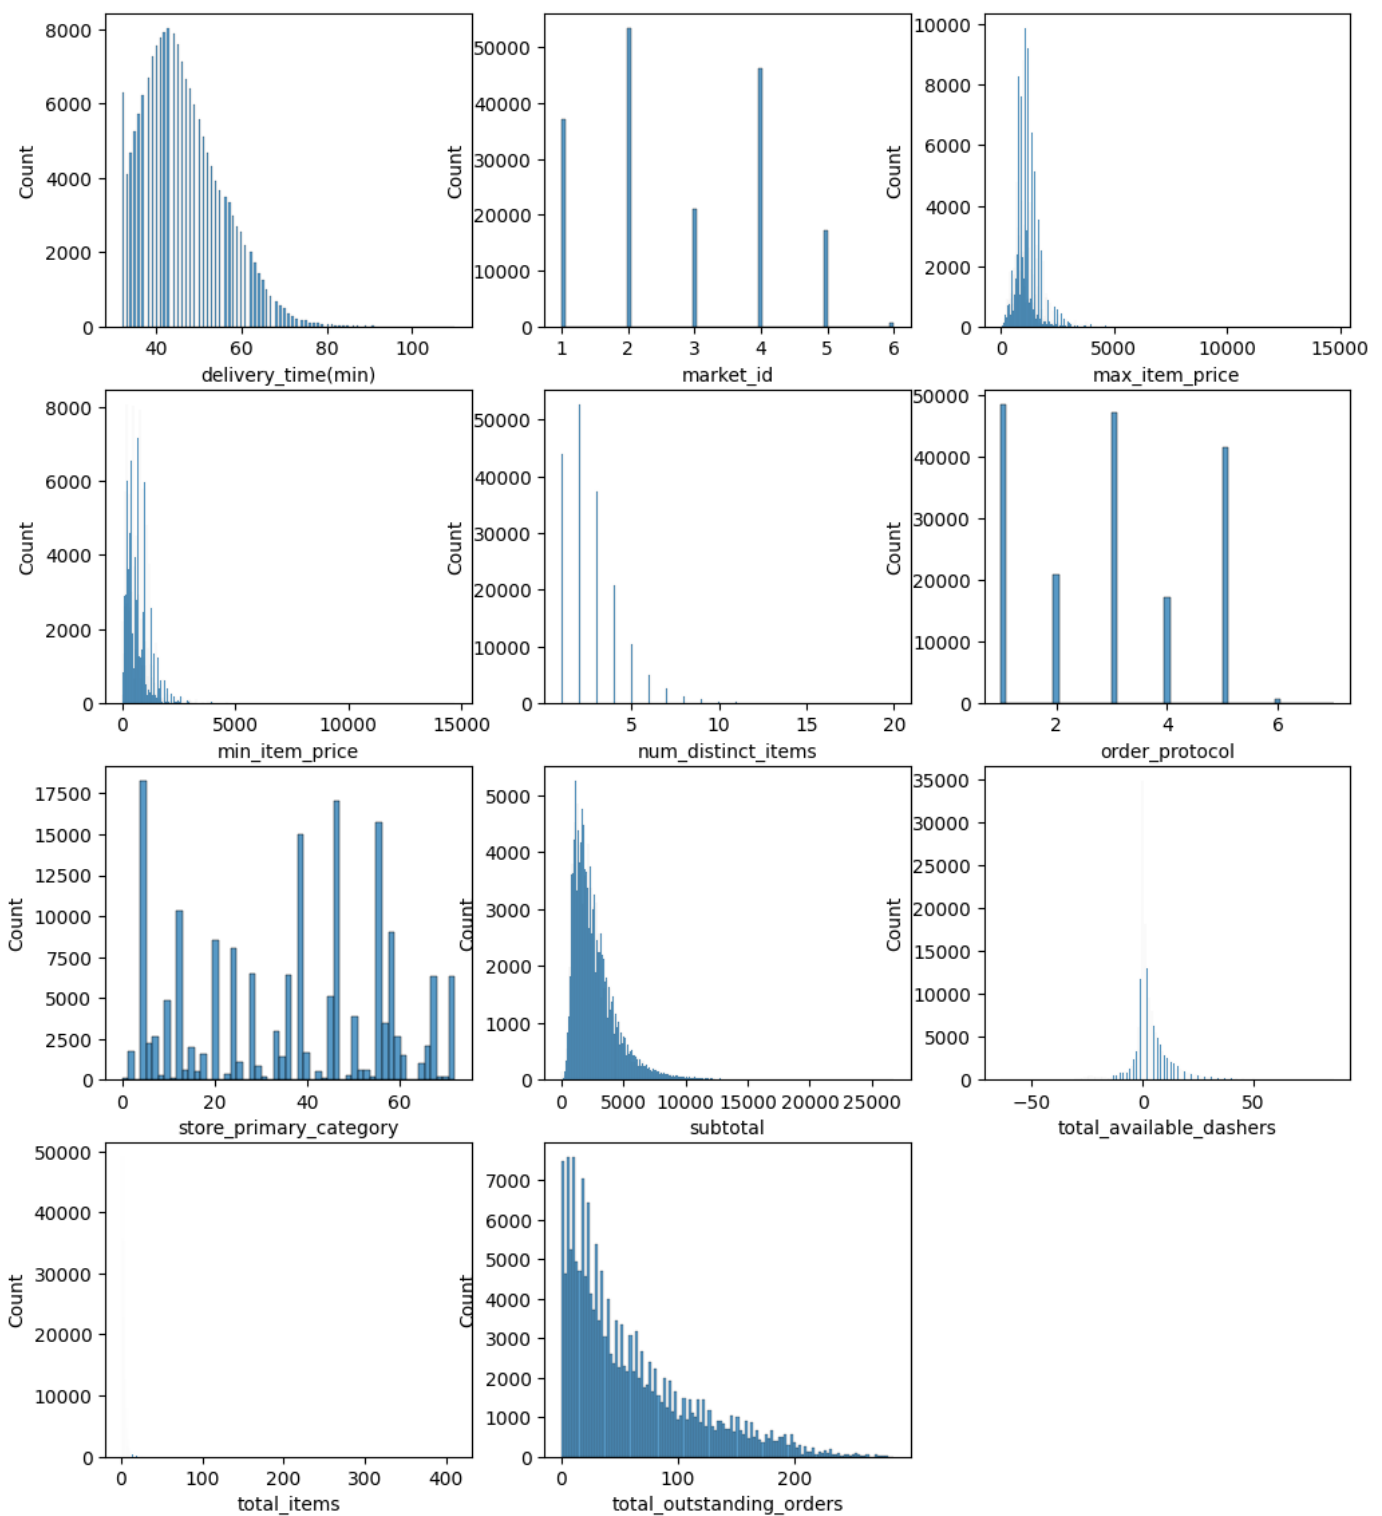 8000
6000
4000
2000
0
Count
40 60 80 100
delivery_time(min)
50000
40000
30000
20000
10000
0
Count
1 2 3 4 5 6
market_id
10000
8000
6000
4000
2000
0
Count
0 5000 10000 15000
max_item_price
8000
6000
4000
2000
0
Count
0 5000 10000 15000
min_item_price
50000
40000
30000
20000
10000
0
Count
5 10 15 20
num_distinct_items
50000
40000
30000
20000
10000
0
Count
2 4 6
order_protocol
17500
15000
12500
10000
7500
5000
2500
0
Count
0 20 40 60
store_primary_category
5000
4000
3000
2000
1000
0
Count
0 5000 10000 15000 20000 25000
subtotal
35000
30000
25000
20000
15000
10000
5000
0
Count
−50 0 50
total_available_dashers
50000
40000
30000
20000
10000
0
Count
0 100 200 300 400
total_items
7000
6000
5000
4000
3000
2000
1000
0
Count
0 100 200
total_outstanding_orders